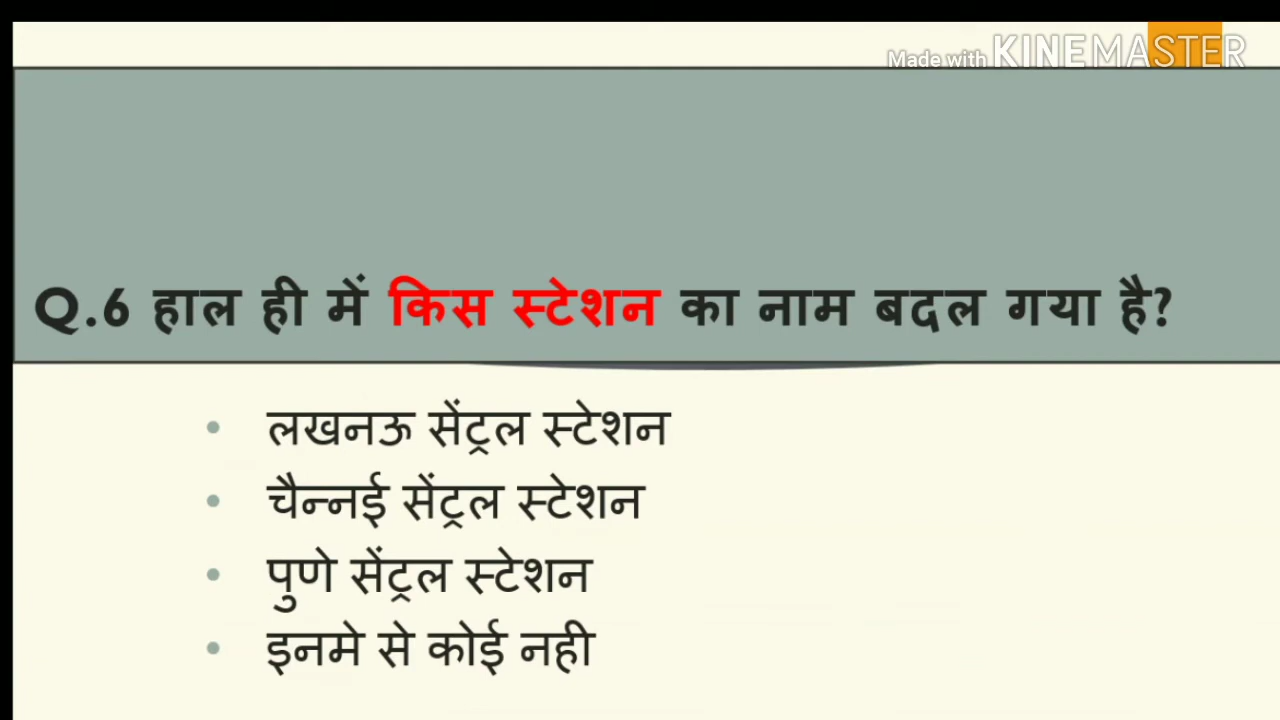 Made with KINEMASTER
Q.6 हाल ही में किस स्टेशन का नाम बदल गया है?
• लखनऊ सेंट्रल स्टेशन
• चैन्नई सेंट्रल स्टेशन
• पुणे सेंट्रल स्टेशन
• इनमे से कोई नही